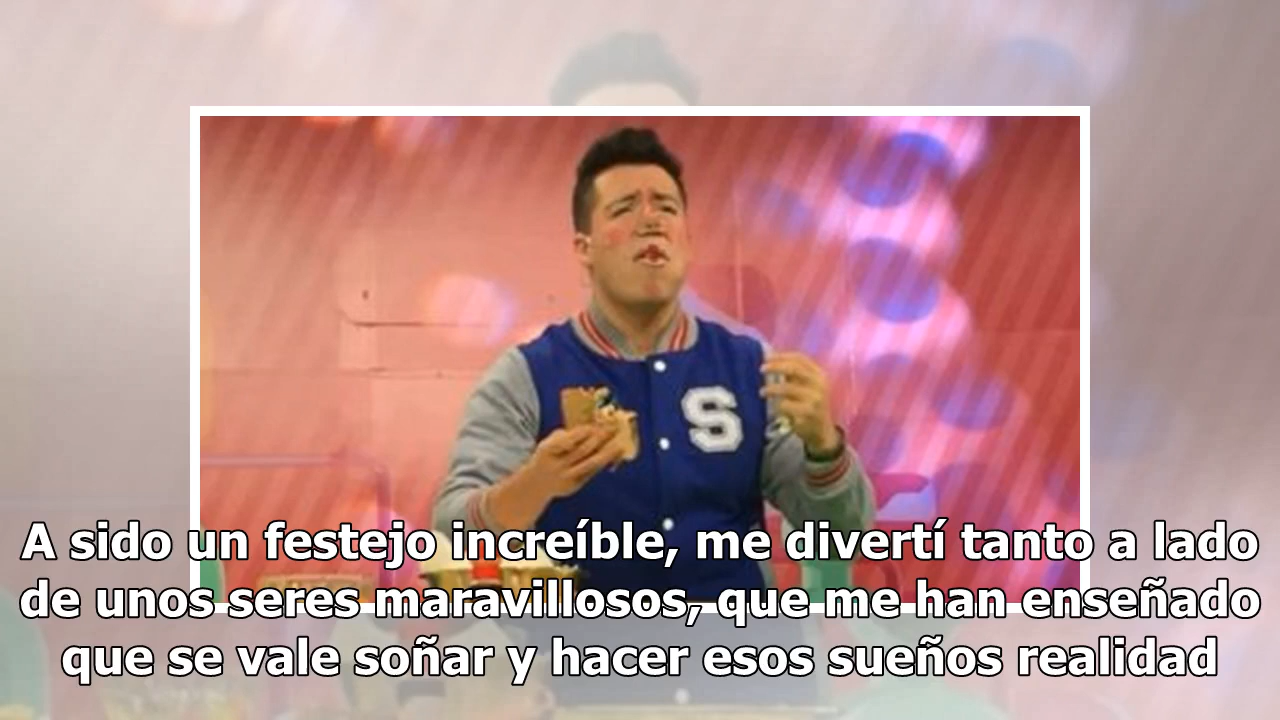 S
A sido un festejo increíble, me divertí tanto a lado
de unos seres maravillosos, que me han enseñado
que se vale soñar y hacer esos sueños realidad